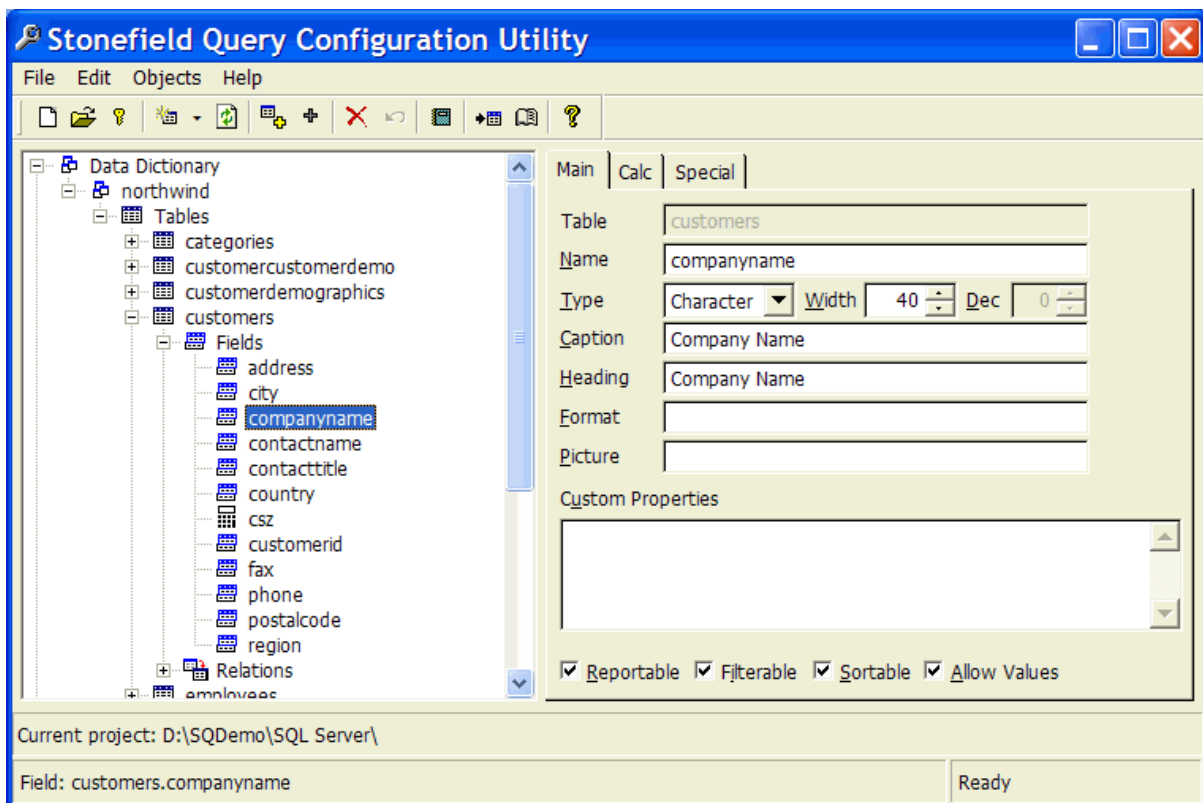 Stonefield Query Configuration Utility
File Edit Objects Help
Data Dictionary
northwind
Tables
categories
customercustomerdemo
customerdemographics
customers
Fields
address
city
companyname
contactname
contacttitle
country
csz
customerid
fax
phone
postalcode
region
Relations
employees
Main Calc Special
Table customers
Name companyname
Type Character Width 40 Dec 0
Caption Company Name
Heading Company Name
Format
Picture
Custom Properties
Reportable Filterable Sortable Allow Values
Current project: D:\SQDemo\SQL Server\
Field: customers.companyname Ready